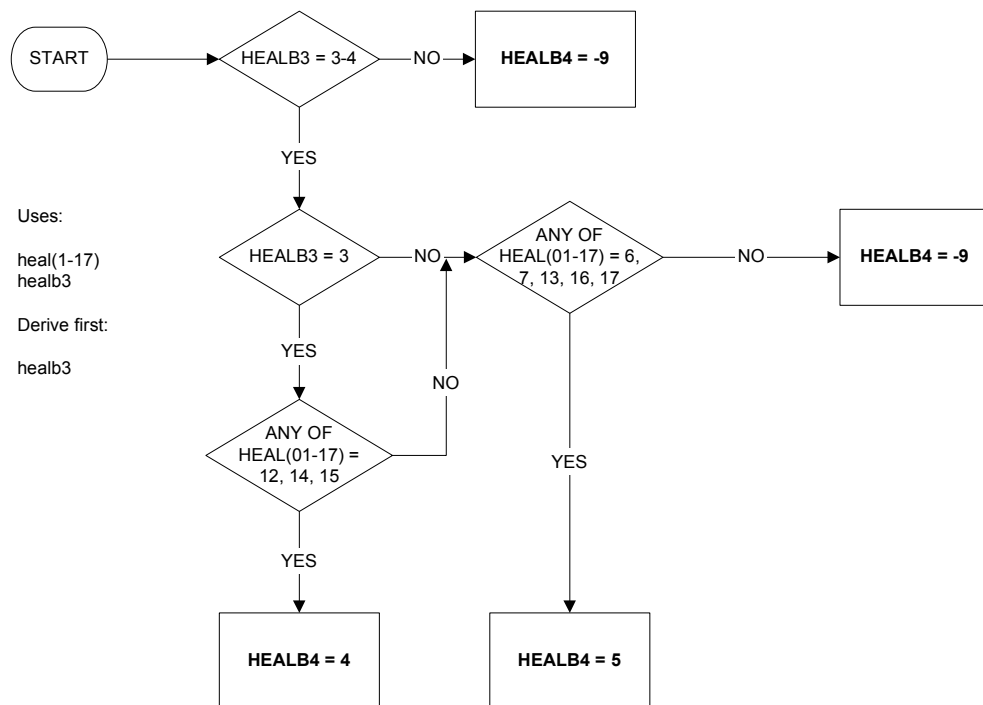 START
HEALB3 = 3-4
NO
HEALB4 = -9
YES
Uses:
heal(1-17)
healb3
Derive first:
healb3
HEALB3 = 3
NO
ANY OF
HEAL(01-17) = 6,
7, 13, 16, 17
NO
HEALB4 = -9
YES
NO
ANY OF
HEAL(01-17) =
12, 14, 15
YES
YES
HEALB4 = 4
HEALB4 = 5